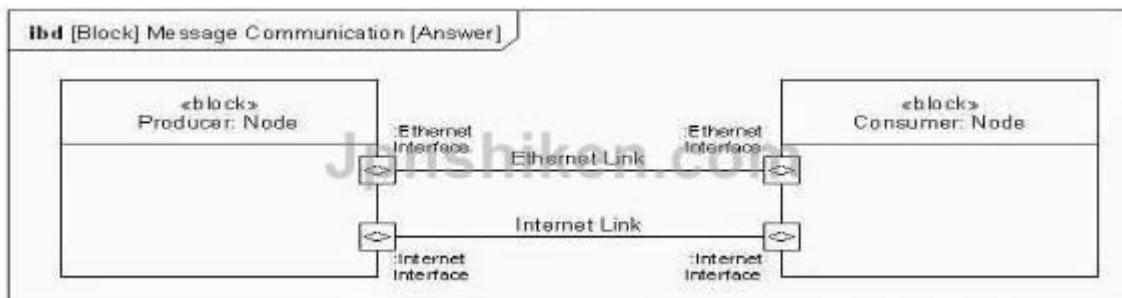 ibd [Block] Message Communication [Answer]
«block»
Producer: Node
«block»
Consumer: Node
:Ethernet
Interface
:Ethernet
Interface
Ethernet Link
Jpnshiken.com
Internet Link
:Internet
Interface
:Internet
Interface